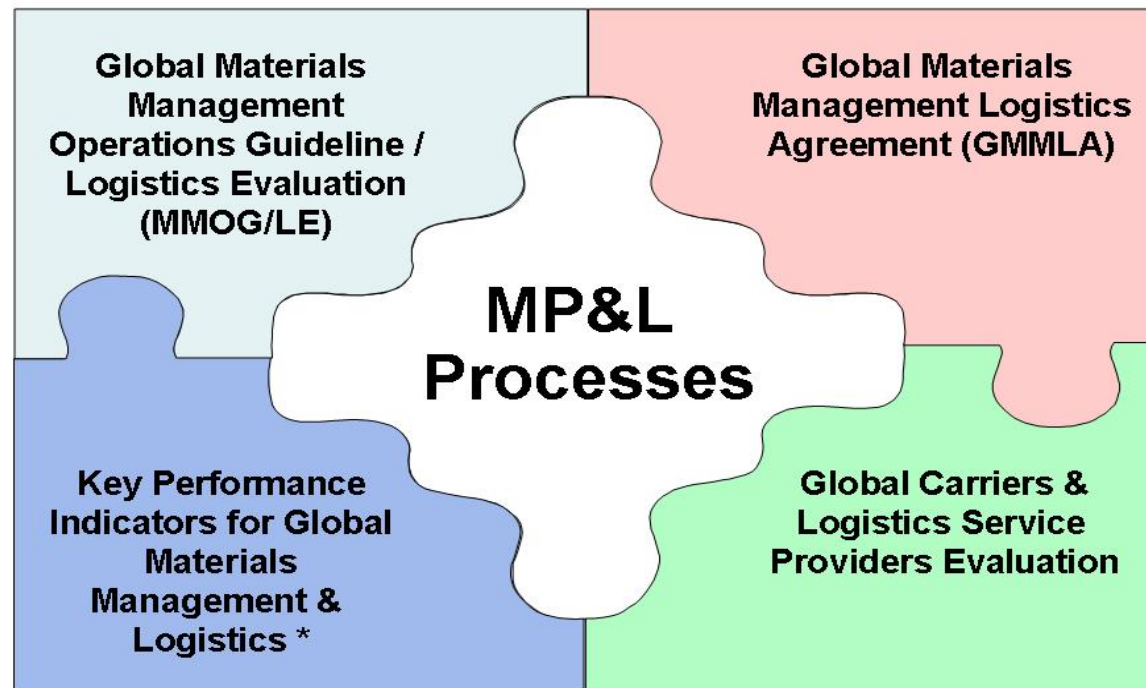 Global Materials
Management
Operations Guideline /
Logistics Evaluation
(MMOG/LE)
Global Materials
Management Logistics
Agreement (GMMLA)
MP&L
Processes
Key Performance
Indicators for Global
Materials
Management &
Logistics *
Global Carriers &
Logistics Service
Providers Evaluation